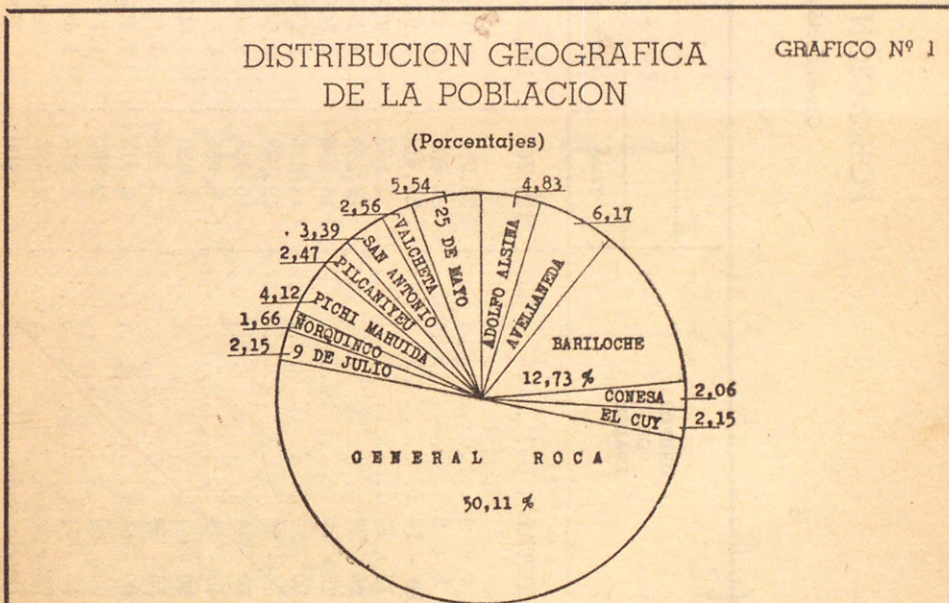 DISTRIBUCION GEOGRAFICA
DE LA POBLACION
GRAFICO Nº 1
(Porcentajes)
5,54
4,83
2,56
6,17
3,39
2,47
4,12
1,66
2,15
25 DE MAYO
ADOLFO ALSINA
VALCHETA
AVELLANEDA
SAN ANTONIO
PILCANIYEU
PICHI MAHUIDA
ÑORQUINCO
9 DE JULIO
BARILOCHE
12,73 %
CONESA
2,06
EL CUY
2,15
GENERAL ROCA
50,11 %